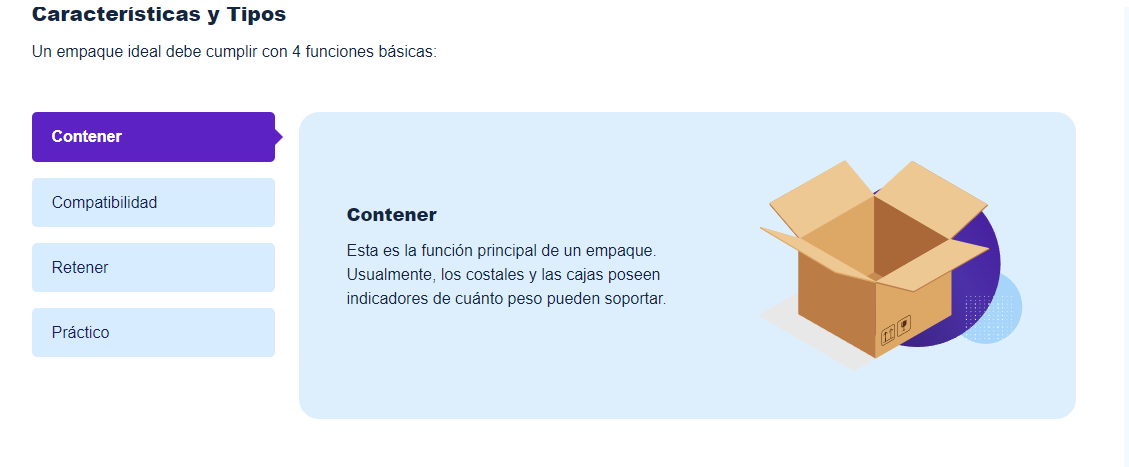 Características y Tipos
Un empaque ideal debe cumplir con 4 funciones básicas:
Contener
Compatibilidad
Retener
Práctico
Contener
Esta es la función principal de un empaque.
Usualmente, los costales y las cajas poseen
indicadores de cuánto peso pueden soportar.